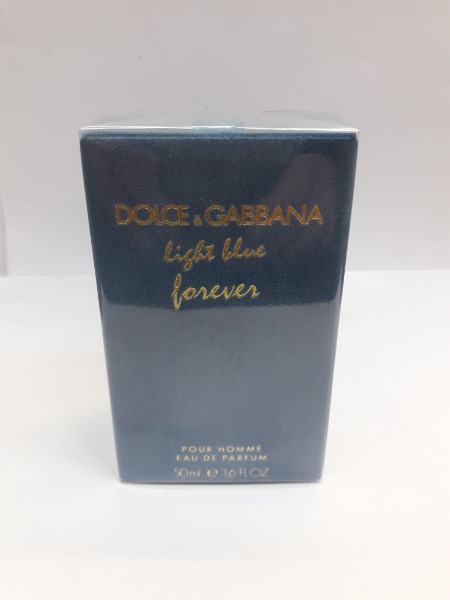 DOLCE & GABBANA
light blue
forever
POUR HOMME
EAU DE PARFUM
50ml e 1.6 FL.OZ